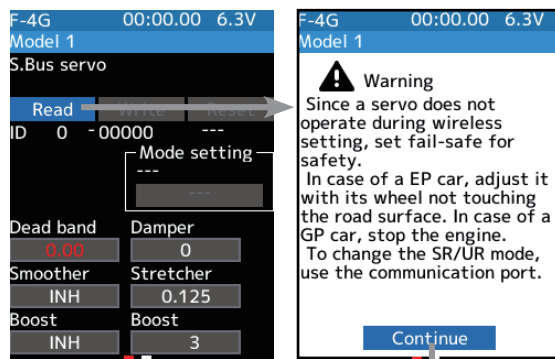 F-4G 00:00.00 6.3V
Model 1
S.Bus servo
Read Write Reset
ID 0 -00000 ---
Mode setting
---
---
Dead band Damper
0.00 0
Smoother Stretcher
INH 0.125
Boost Boost
INH 3
F-4G 00:00.00 6.3V
Model 1
Warning
Since a servo does not
operate during wireless
setting, set fail-safe for
safety.
In case of a EP car, adjust it
with its wheel not touching
the road surface. In case of a
GP car, stop the engine.
To change the SR/UR mode,
use the communication port.
Continue